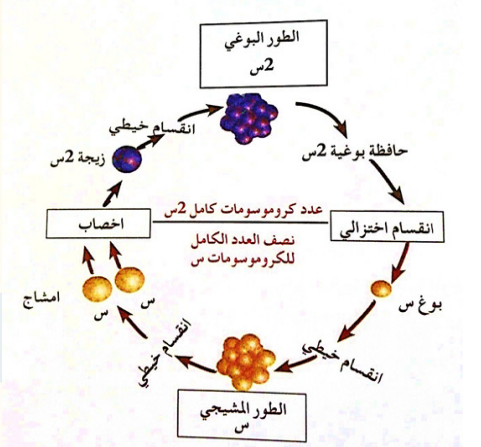 الطور البوغي
2س
انقسام خيطي
حافظة بوغية 2س
زيجة 2س
عدد كروموسومات كامل 2س
اخصاب
انقسام اختزالي
نصف العدد الكامل
للكروموسومات س
بوغ س
امشاج
س
س
انقسام خيطي
انقسام خيطي
الطور المشيجي
س